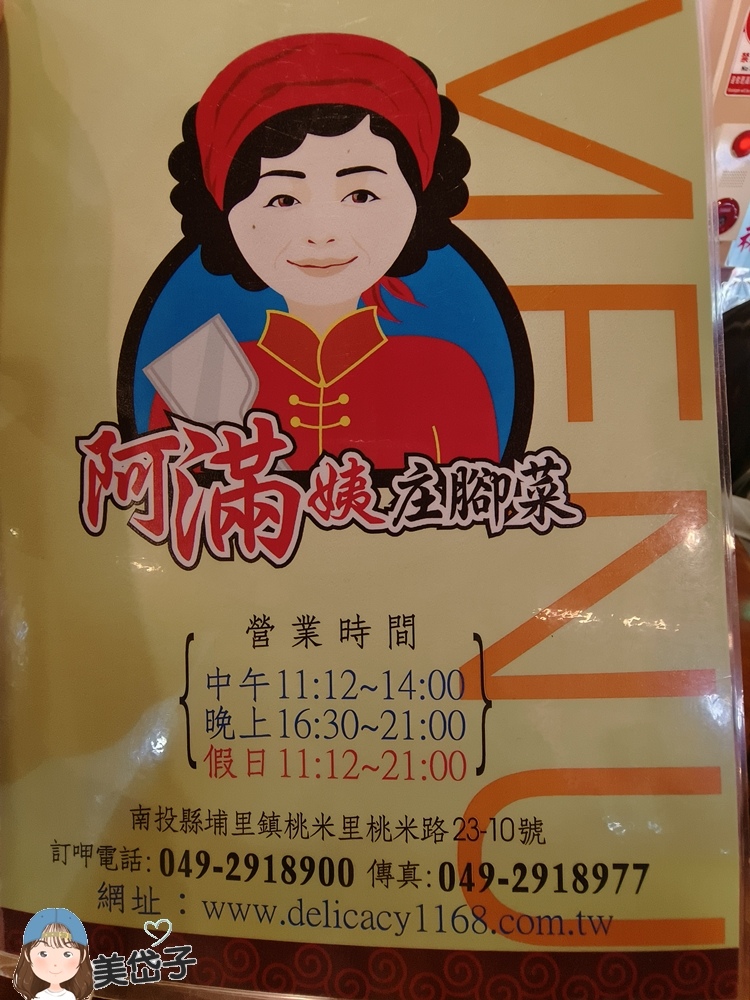 MENU
阿滿姨庄腳菜
營業時間
中午11:12~14:00
晚上16:30~21:00
假日11:12~21:00
南投縣埔里鎮桃米里桃米路23-10號
訂呷電話:049-2918900 傳真:049-2918977
網址:www.delicacy1168.com.tw
美岱子